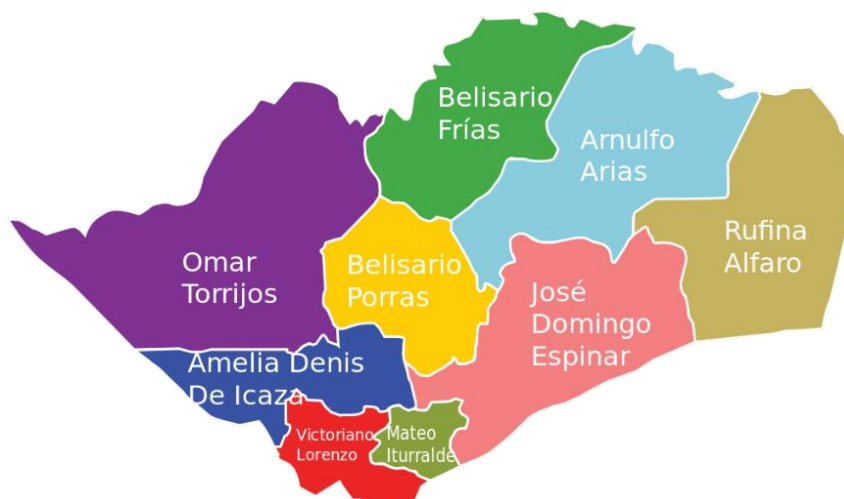 Belisario
Frías
Arnulfo
Arias
Rufina
Alfaro
Omar
Torrijos
Belisario
Porras
José
Domingo
Espinar
Amelia Denis
De Icaza
Victoriano
Lorenzo
Mateo
Iturralde